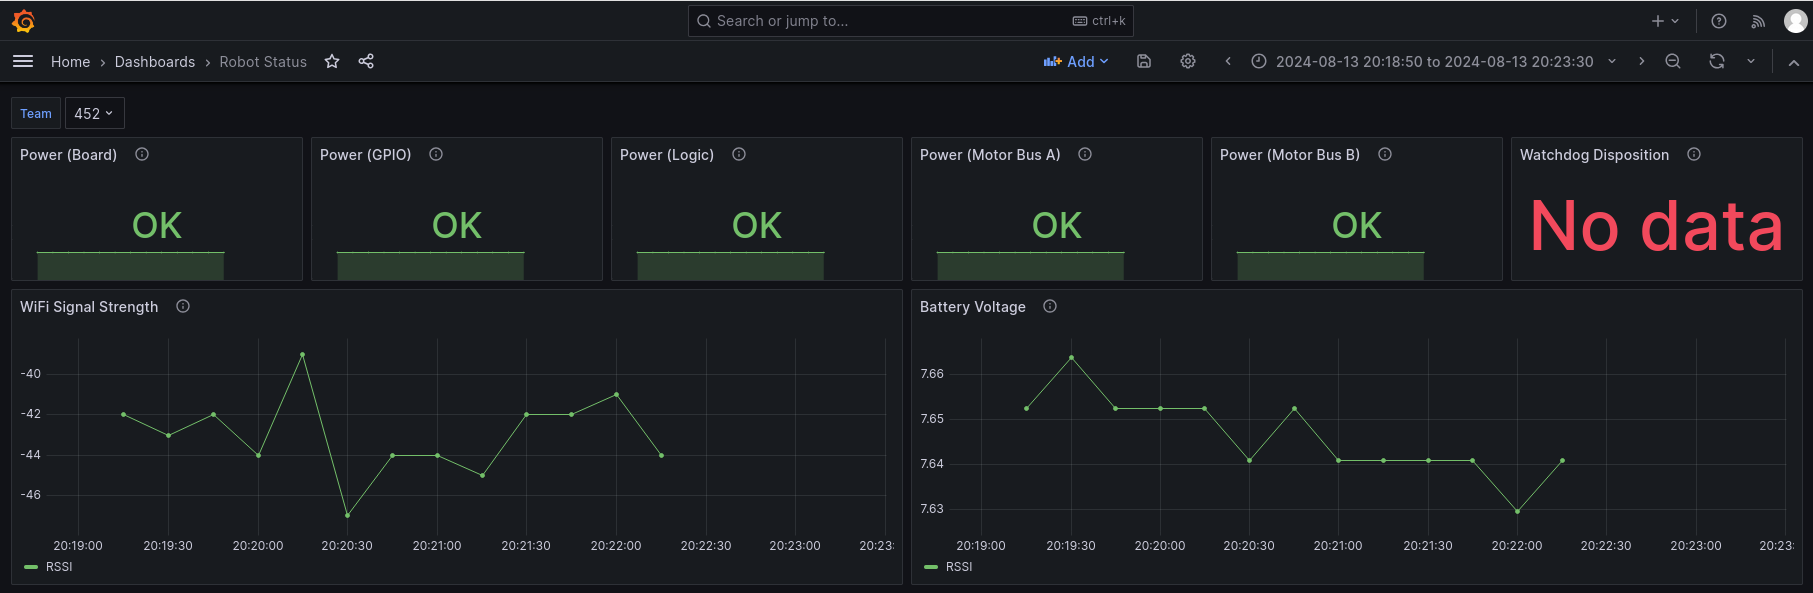 Search or jump to... ctrl+k
Home › Dashboards › Robot Status Add 2024-08-13 20:18:50 to 2024-08-13 20:23:30
Team 452
Power (Board) Power (GPIO) Power (Logic) Power (Motor Bus A) Power (Motor Bus B) Watchdog Disposition
OK OK OK OK OK No data
WiFi Signal Strength
-40
-42
-44
-46
20:19:00 20:19:30 20:20:00 20:20:30 20:21:00 20:21:30 20:22:00 20:22:30 20:23:00 20:23:
RSSI
Battery Voltage
7.66
7.65
7.64
7.63
20:19:00 20:19:30 20:20:00 20:20:30 20:21:00 20:21:30 20:22:00 20:22:30 20:23:00 20:23:
RSSI